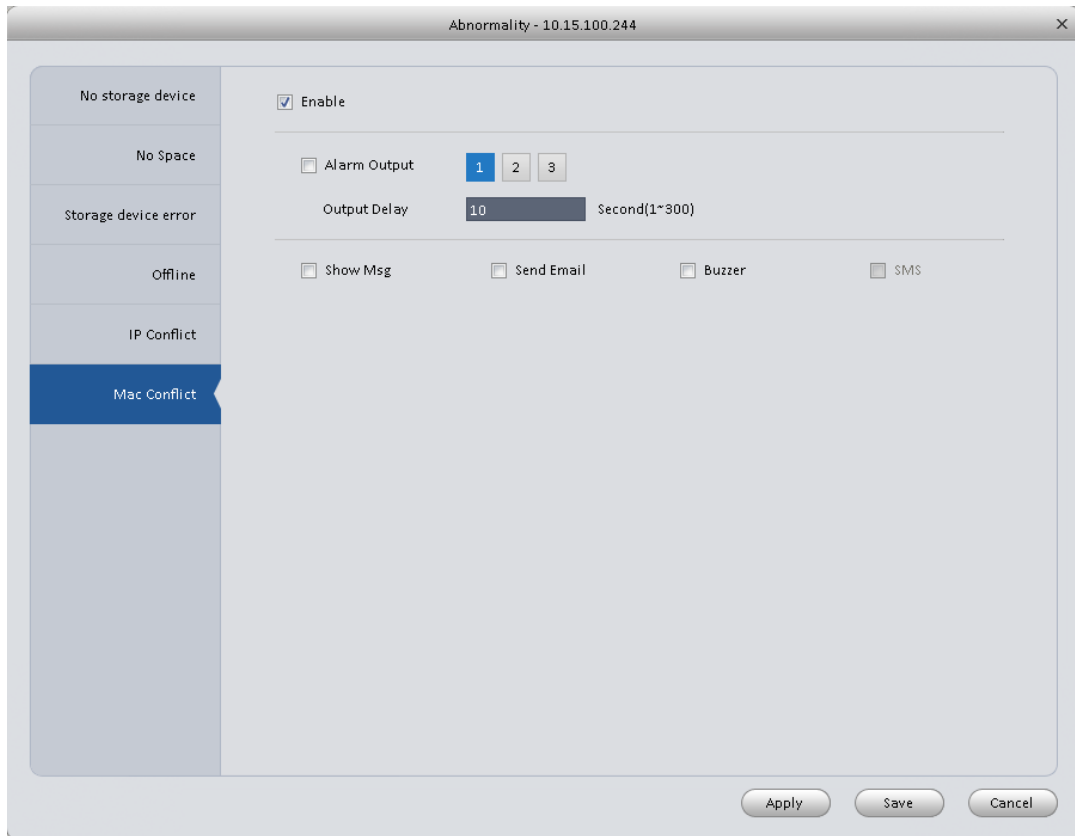 Abnormality - 10.15.100.244
No storage device
No Space
Storage device error
Offline
IP Conflict
Mac Conflict
Enable
Alarm Output 1 2 3
Output Delay 10 Second(1~300)
Show Msg Send Email Buzzer SMS
Apply Save Cancel